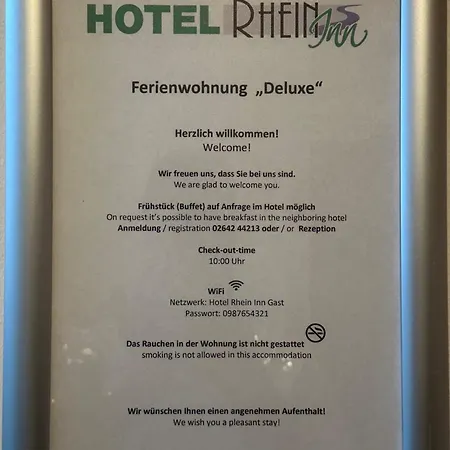 HOTEL RHEIN Inn
Ferienwohnung „Deluxe“
Herzlich willkommen!
Welcome!
Wir freuen uns, dass Sie bei uns sind.
We are glad to welcome you.
Frühstück (Buffet) auf Anfrage im Hotel möglich
On request it's possible to have breakfast in the neighboring hotel
Anmeldung / registration 02642 44213 oder / or Rezeption
Check-out-time
10:00 Uhr
WiFi
Netzwerk: Hotel Rhein Inn Gast
Passwort: 0987654321
Das Rauchen in der Wohnung ist nicht gestattet
smoking is not allowed in this accommodation
Wir wünschen Ihnen einen angenehmen Aufenthalt!
We wish you a pleasant stay!